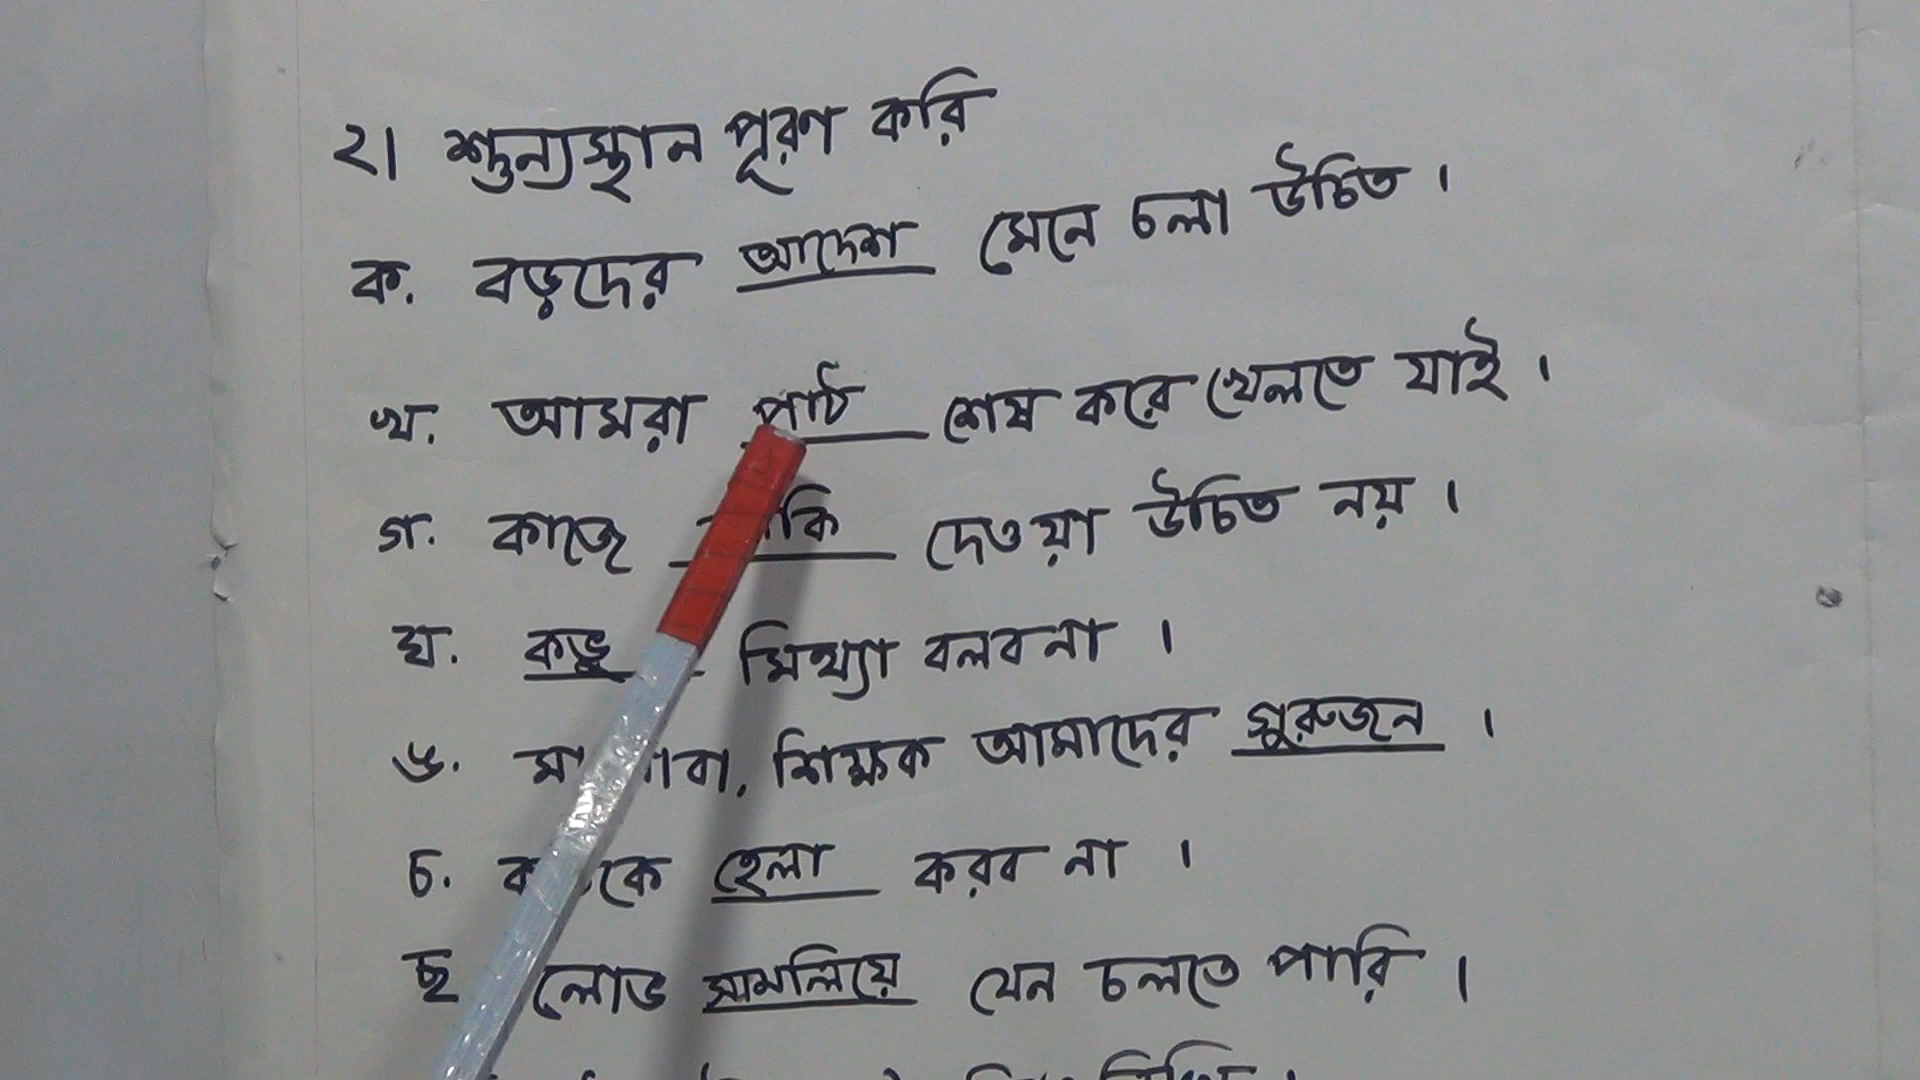 ২। শুন্যস্থান পূরণ করি
ক. বড়দের আদেশ মেনে চলা উচিত।
খ. আমরা পাঠ শেষ করে খেলতে যাই।
গ. কাজে দেওয়া উচিত নয়।
ঘ. কভু মিথ্যা বলব না।
ঙ. শিক্ষক আমাদের গুরুজন।
চ. হেলা করব না।
ছ লোভ সামলিয়ে যেন চলতে পারি।